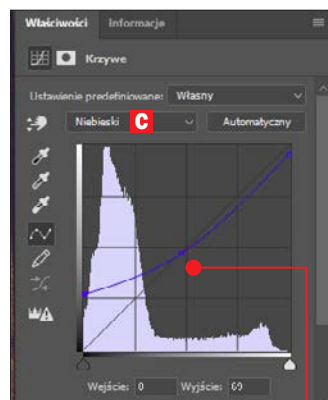 Właściwości Informacje
Krzywe
Ustawienie predefiniowane: Własny
Niebieski C Automatyczny
Wejście: 0 Wyjście: 69